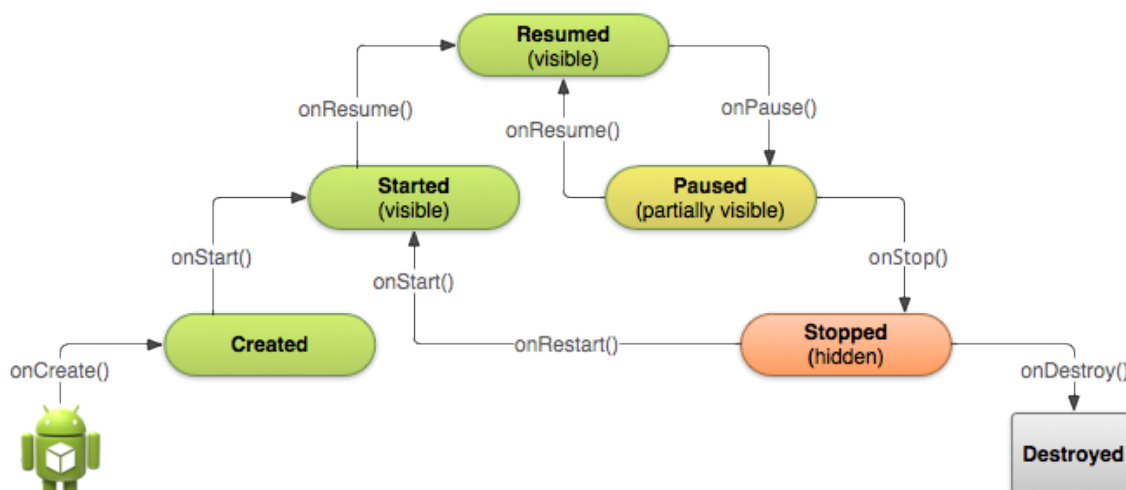 Resumed
(visible)
onResume()
onResume()
onPause()
Started
(visible)
Paused
(partially visible)
onStart()
onStart()
onStop()
Created
onRestart()
Stopped
(hidden)
onCreate()
onDestroy()
Destroyed